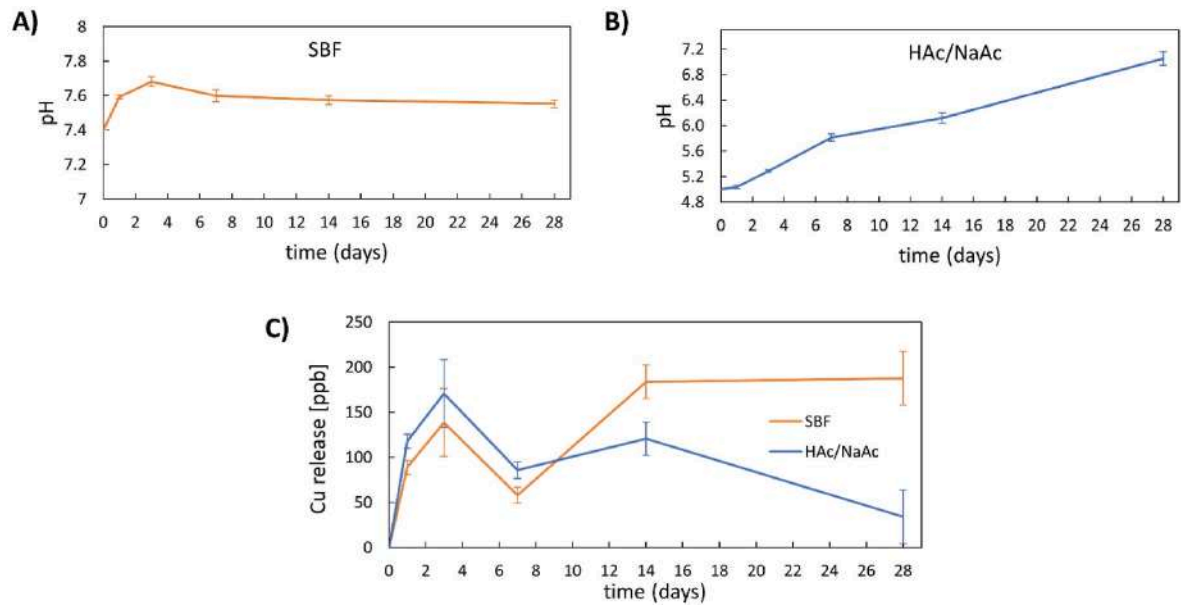 A)
SBF
8
7.8
7.6
7.4
7.2
7
pH
0 2 4 6 8 10 12 14 16 18 20 22 24 26 28
time (days)
B)
HAc/NaAc
7.2
6.8
6.4
6.0
5.6
5.2
4.8
pH
0 2 4 6 8 10 12 14 16 18 20 22 24 26 28
time (days)
C)
250
200
150
100
50
0
Cu release [ppb]
SBF
HAc/NaAc
0 2 4 6 8 10 12 14 16 18 20 22 24 26 28
time (days)